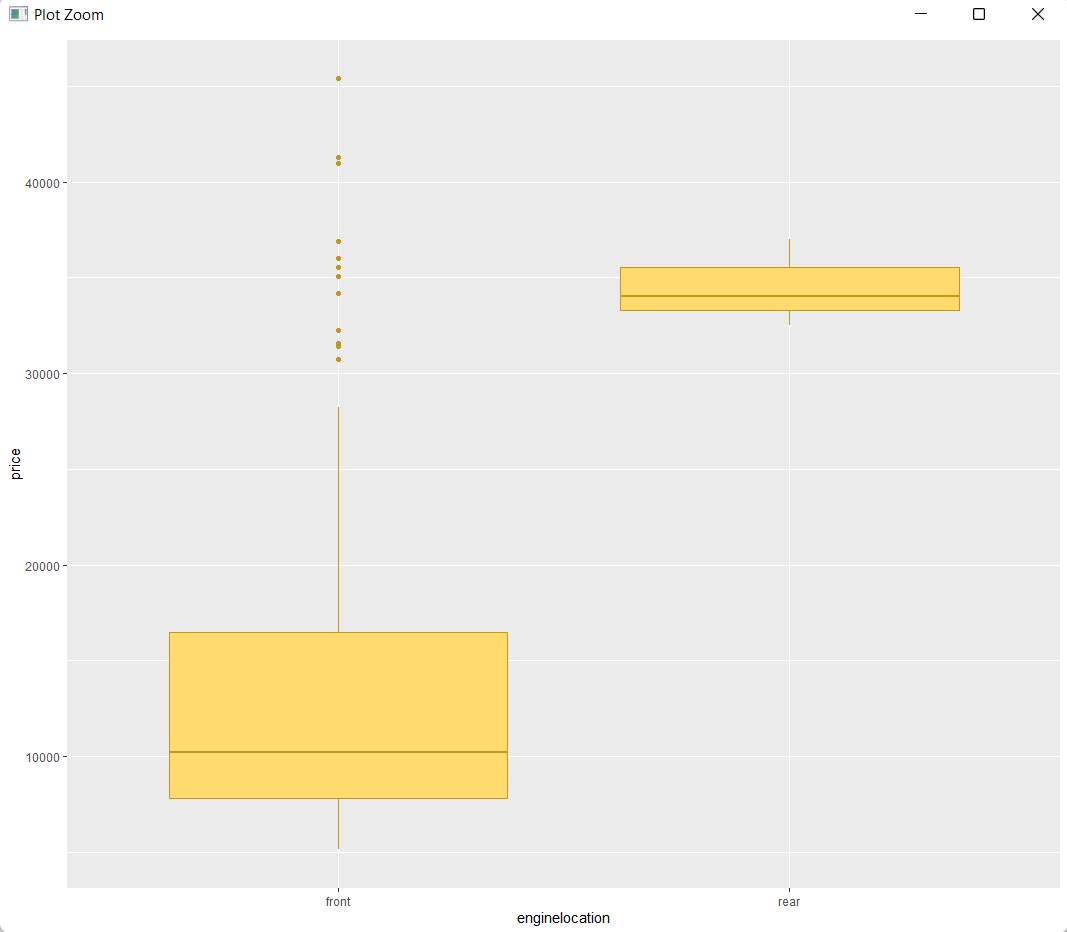 Plot Zoom
40000
30000
20000
10000
price
front
rear
enginelocation